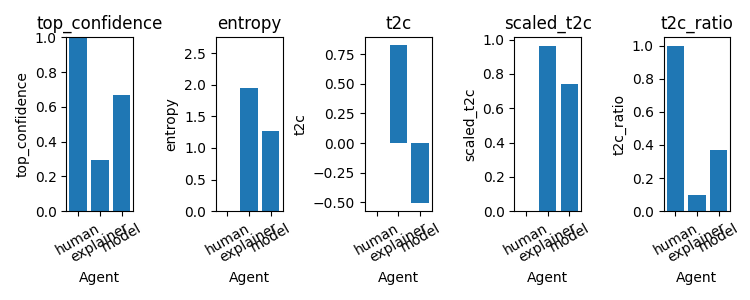 top_confidence
entropy
t2c
scaled_t2c
t2c_ratio
top_confidence
1.0
0.8
0.6
0.4
0.2
0.0
human
explainer
model
Agent
entropy
2.5
2.0
1.5
1.0
0.5
0.0
human
explainer
model
Agent
t2c
0.75
0.50
0.25
0.00
−0.25
−0.50
human
explainer
model
Agent
scaled_t2c
1.0
0.8
0.6
0.4
0.2
0.0
human
explainer
model
Agent
t2c_ratio
1.0
0.8
0.6
0.4
0.2
0.0
human
explainer
model
Agent